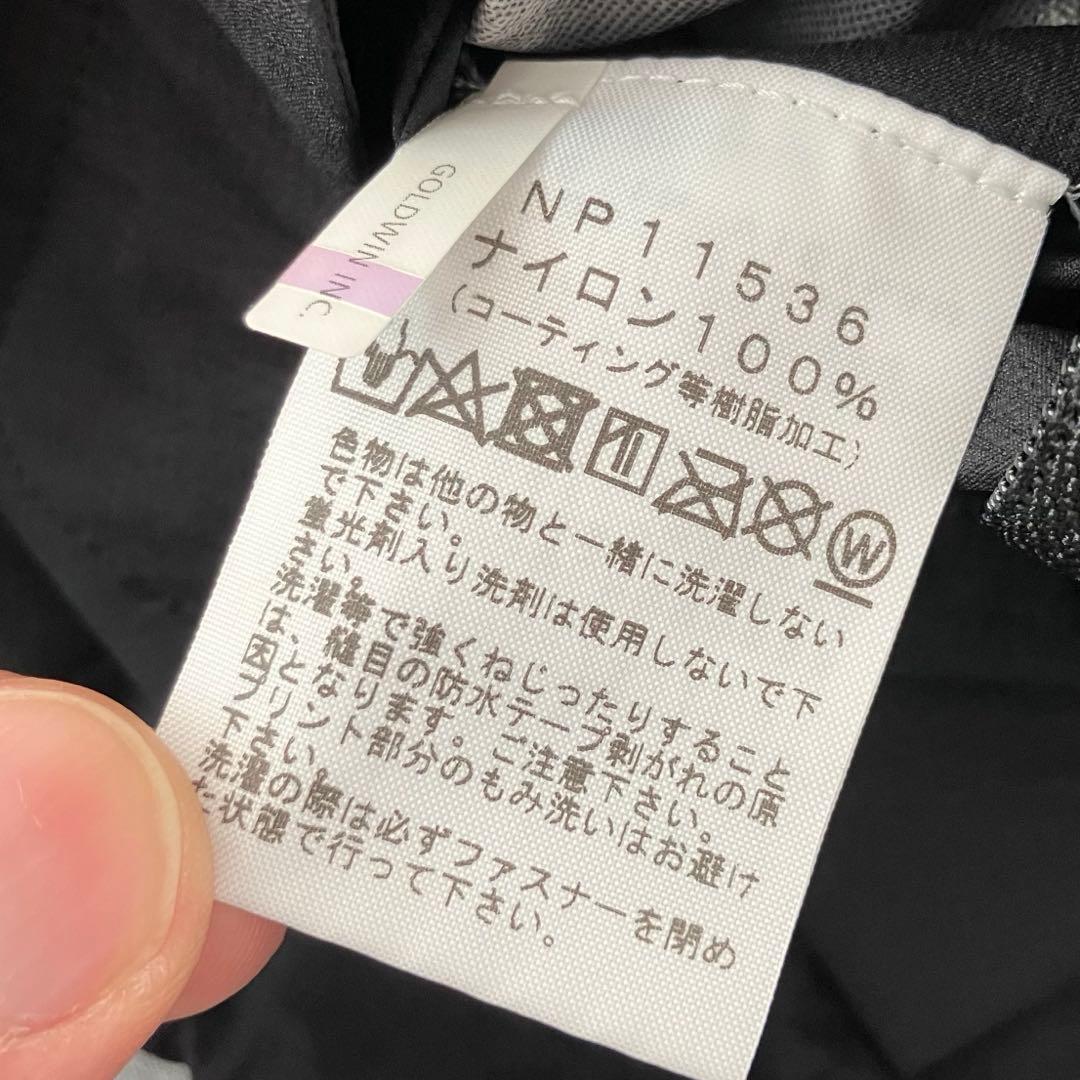 GOLDWIN INC.
NP11536
ナイロン100%
(コーティング等樹脂加工)
W
色物は他の物と一緒に洗濯しない
で下さい。
蛍光剤入り洗剤は使用しないで下
さい。
洗濯等で強くねじったりすること
は、縫目の防水テープ剥がれの原
因となります。ご注意下さい。
プリント部分のもみ洗いはお避け
下さい。
洗濯の際は必ずファスナーを閉め
た状態で行って下さい。